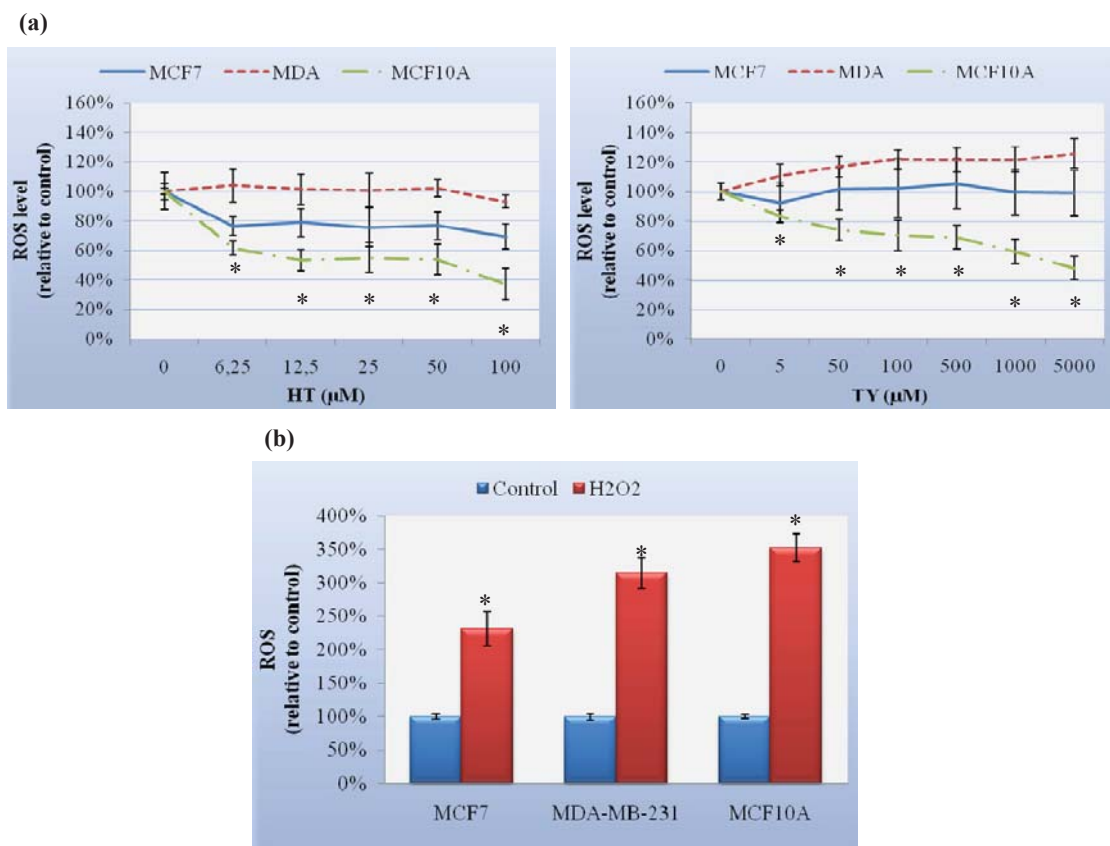 (a)
MCF7 MDA MCF10A
160%
140%
120%
100%
80%
60%
40%
20%
0%
ROS level
(relative to control)
* * * * *
0 6,25 12,5 25 50 100
HT (µM)
MCF7 MDA MCF10A
160%
140%
120%
100%
80%
60%
40%
20%
0%
ROS level
(relative to control)
* * * * * *
0 5 50 100 500 1000 5000
TY (µM)
(b)
Control H2O2
400%
350%
300%
250%
200%
150%
100%
50%
0%
ROS
(relative to control)
* * *
MCF7 MDA-MB-231 MCF10A